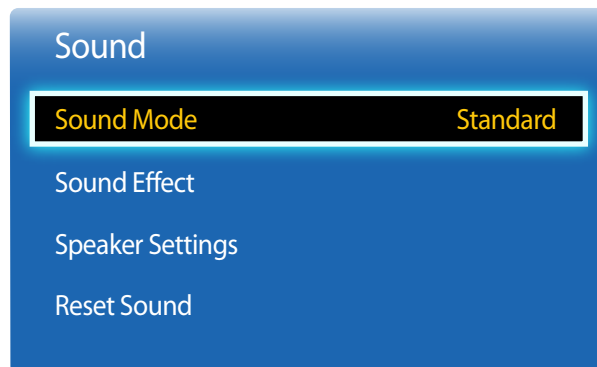 Sound
Sound Mode Standard
Sound Effect
Speaker Settings
Reset Sound